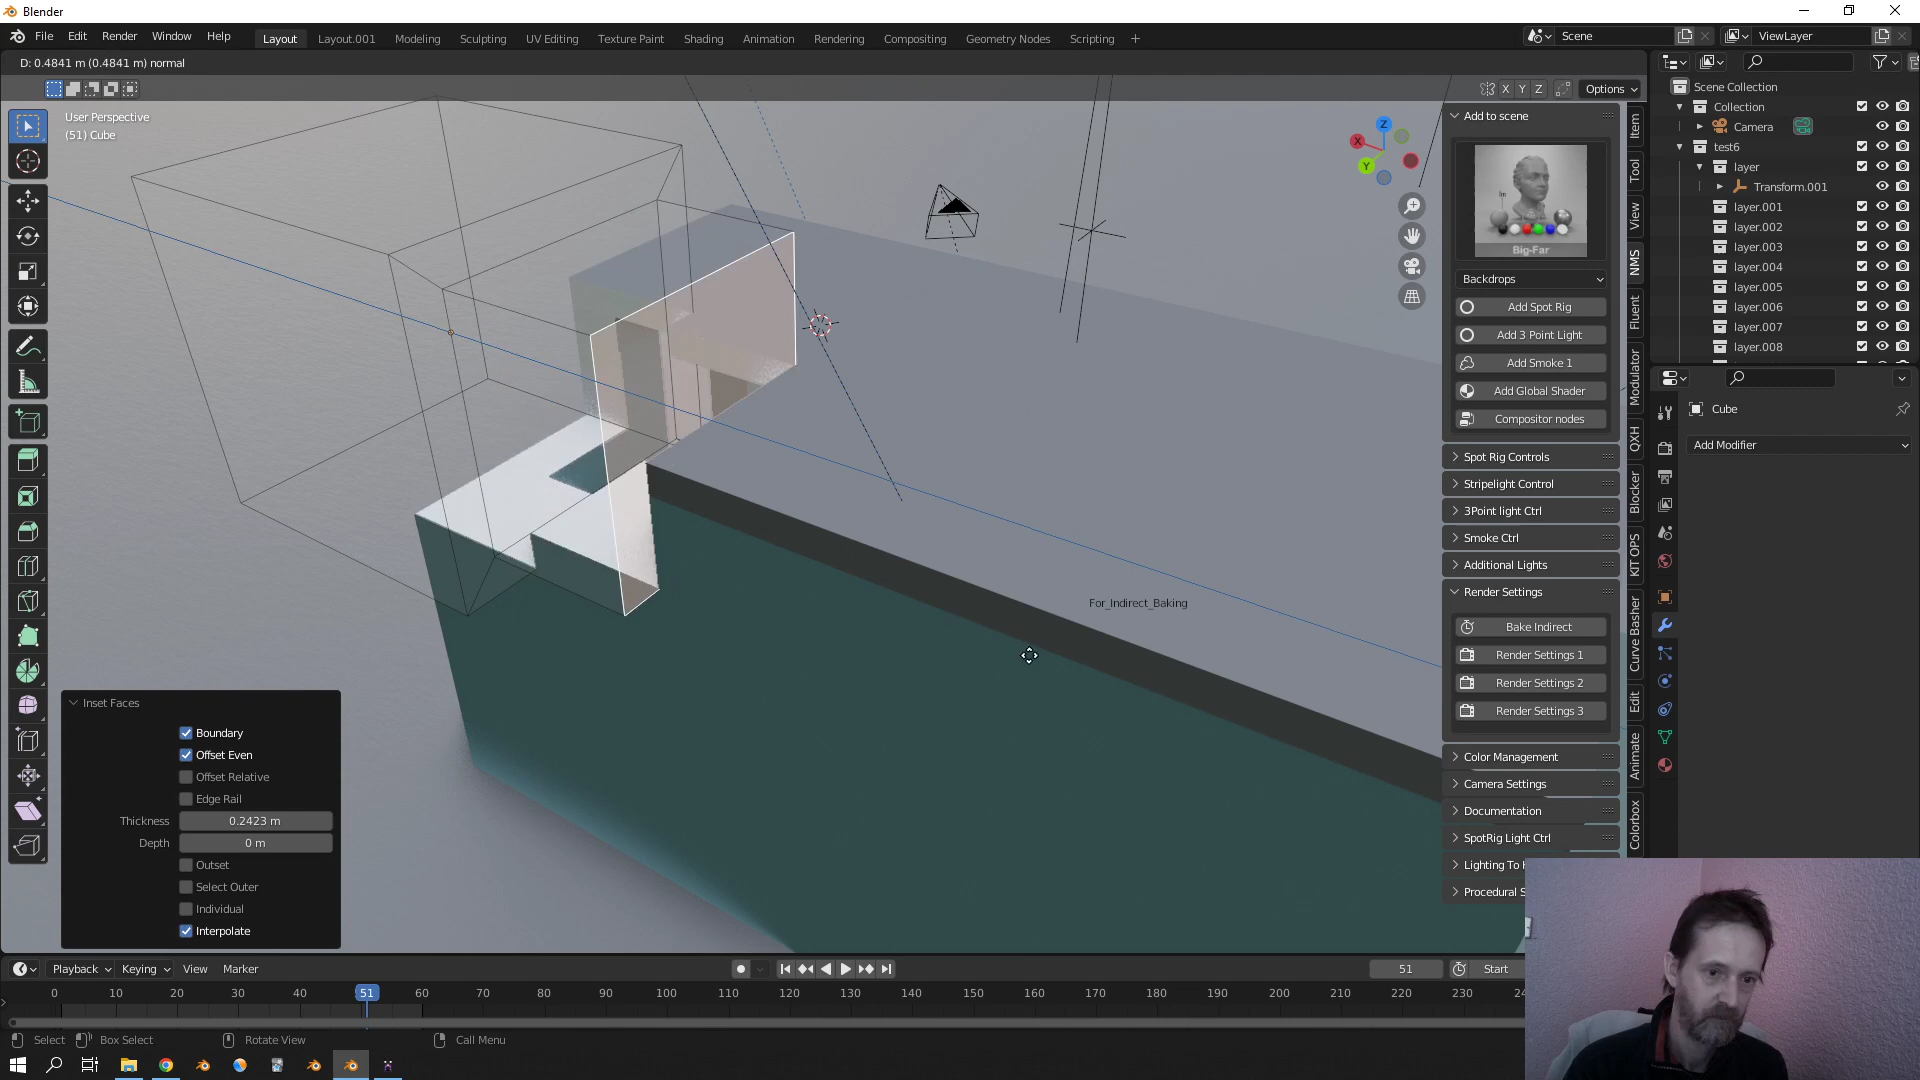 Blender
File Edit Render Window Help Layout Layout.001 Modeling Sculpting UV Editing Texture Paint Shading Animation Rendering Compositing Geometry Nodes Scripting + Scene ViewLayer
D: 0.4841 m (0.4841 m) normal
X Y Z Options
User Perspective
(51) Cube
Z
X
Y
For_Indirect_Baking
Add to scene
Big-Far
Backdrops
Add Spot Rig
Add 3 Point Light
Add Smoke 1
Add Global Shader
Compositor nodes
Spot Rig Controls
Stripelight Control
3Point light Ctrl
Smoke Ctrl
Additional Lights
Render Settings
Bake Indirect
Render Settings 1
Render Settings 2
Render Settings 3
Color Management
Camera Settings
Documentation
SpotRig Light Ctrl
Lighting To
Procedural S
Item
Tool
View
NMS
Fluent
Modulator
QXH
Blocker
KIT OPS
Curve Basher
Edit
Animate
Colorbox
Scene Collection
Collection
Camera
test6
layer
Transform.001
layer.001
layer.002
layer.003
layer.004
layer.005
layer.006
layer.007
layer.008
Cube
Add Modifier
Inset Faces
Boundary
Offset Even
Offset Relative
Edge Rail
Thickness 0.2423 m
Depth 0 m
Outset
Select Outer
Individual
Interpolate
Playback Keying View Marker 51 Start
0 10 20 30 40 51 60 70 80 90 100 110 120 130 140 150 160 170 180 190 200 210 220 230
Select Box Select Rotate View Call Menu